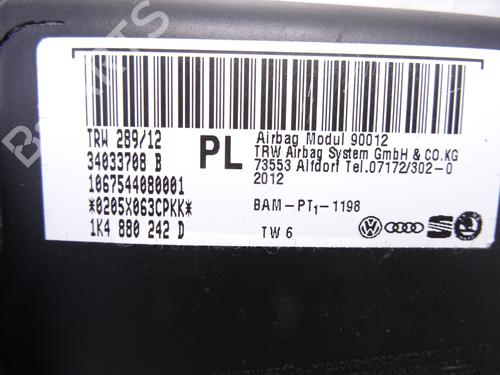 TRW 289/12
34033708 B
1067544080001
*0205X063CPKK*
1K4 880 242 D
PL
Airbag Modul 90012
TRW Airbag System GmbH & CO.KG
73553 Alfdorf Tel.07172/302-0
2012
BAM-PT1-1198
TW 6